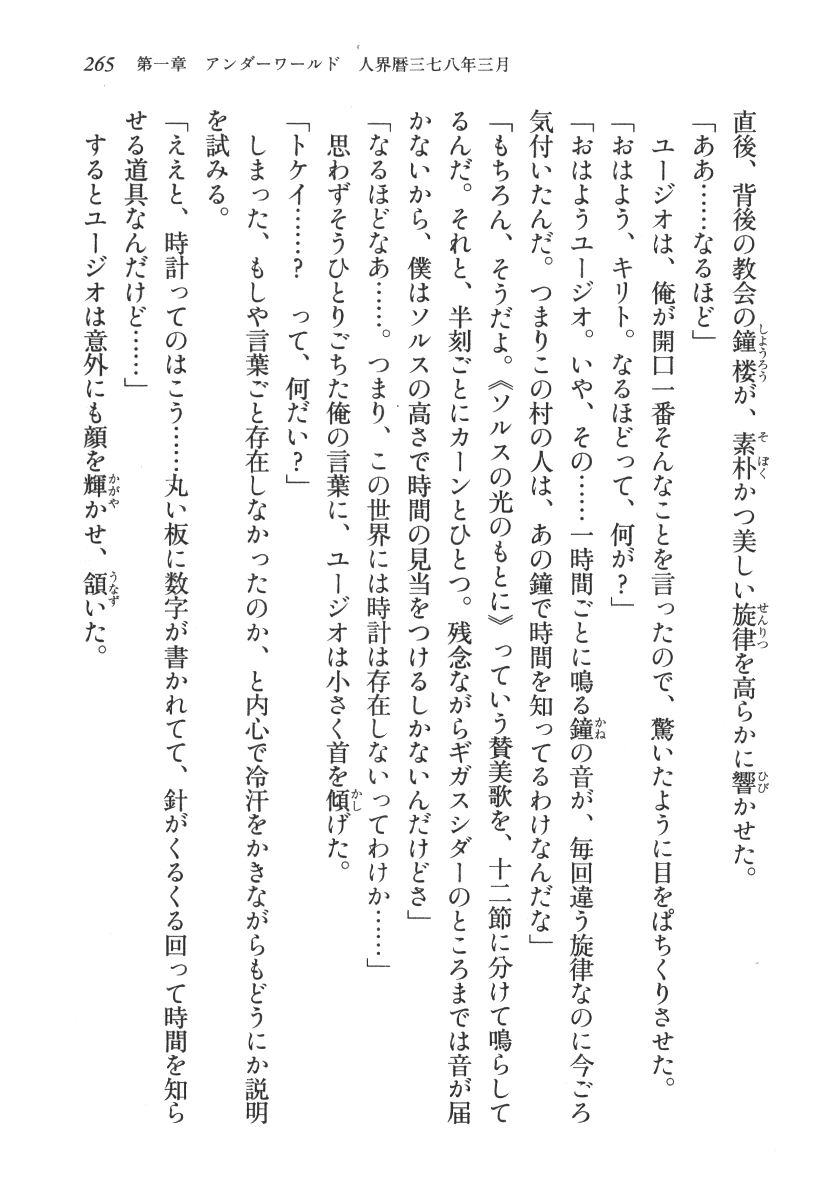 265　第一章　アンダーワールド　人界暦三七八年三月
直後、背後の教会の鐘楼が、素朴かつ美しい旋律を高らかに響かせた。
「ああ……なるほど」
　ユージオは、俺が開口一番そんなことを言ったので、驚いたように目をぱちくりさせた。
「おはよう、キリト。なるほどって、何が？」
「おはようユージオ。いや、その……一時間ごとに鳴る鐘の音が、毎回違う旋律なのに今ごろ
気付いたんだ。つまりこの村の人は、あの鐘で時間を知ってるわけなんだな」
「もちろん、そうだよ。《ソルスの光のもとに》っていう賛美歌を、十二節に分けて鳴らして
るんだ。それと、半刻ごとにカーンとひとつ。残念ながらギガスシダーのところまでは音が届
かないから、僕はソルスの高さで時間の見当をつけるしかないんだけどさ」
「なるほどなあ……。つまり、この世界には時計は存在しないってわけか……」
　思わずそうひとりごちた俺の言葉に、ユージオは小さく首を傾げた。
「トケイ……？　って、何だい？」
　しまった、もしや言葉ごと存在しなかったのか、と内心で冷汗をかきながらもどうにか説明
を試みる。
「ええと、時計ってのはこう……丸い板に数字が書かれてて、針がくるくる回って時間を知ら
せる道具なんだけど……」
　するとユージオは意外にも顔を輝かせ、頷いた。